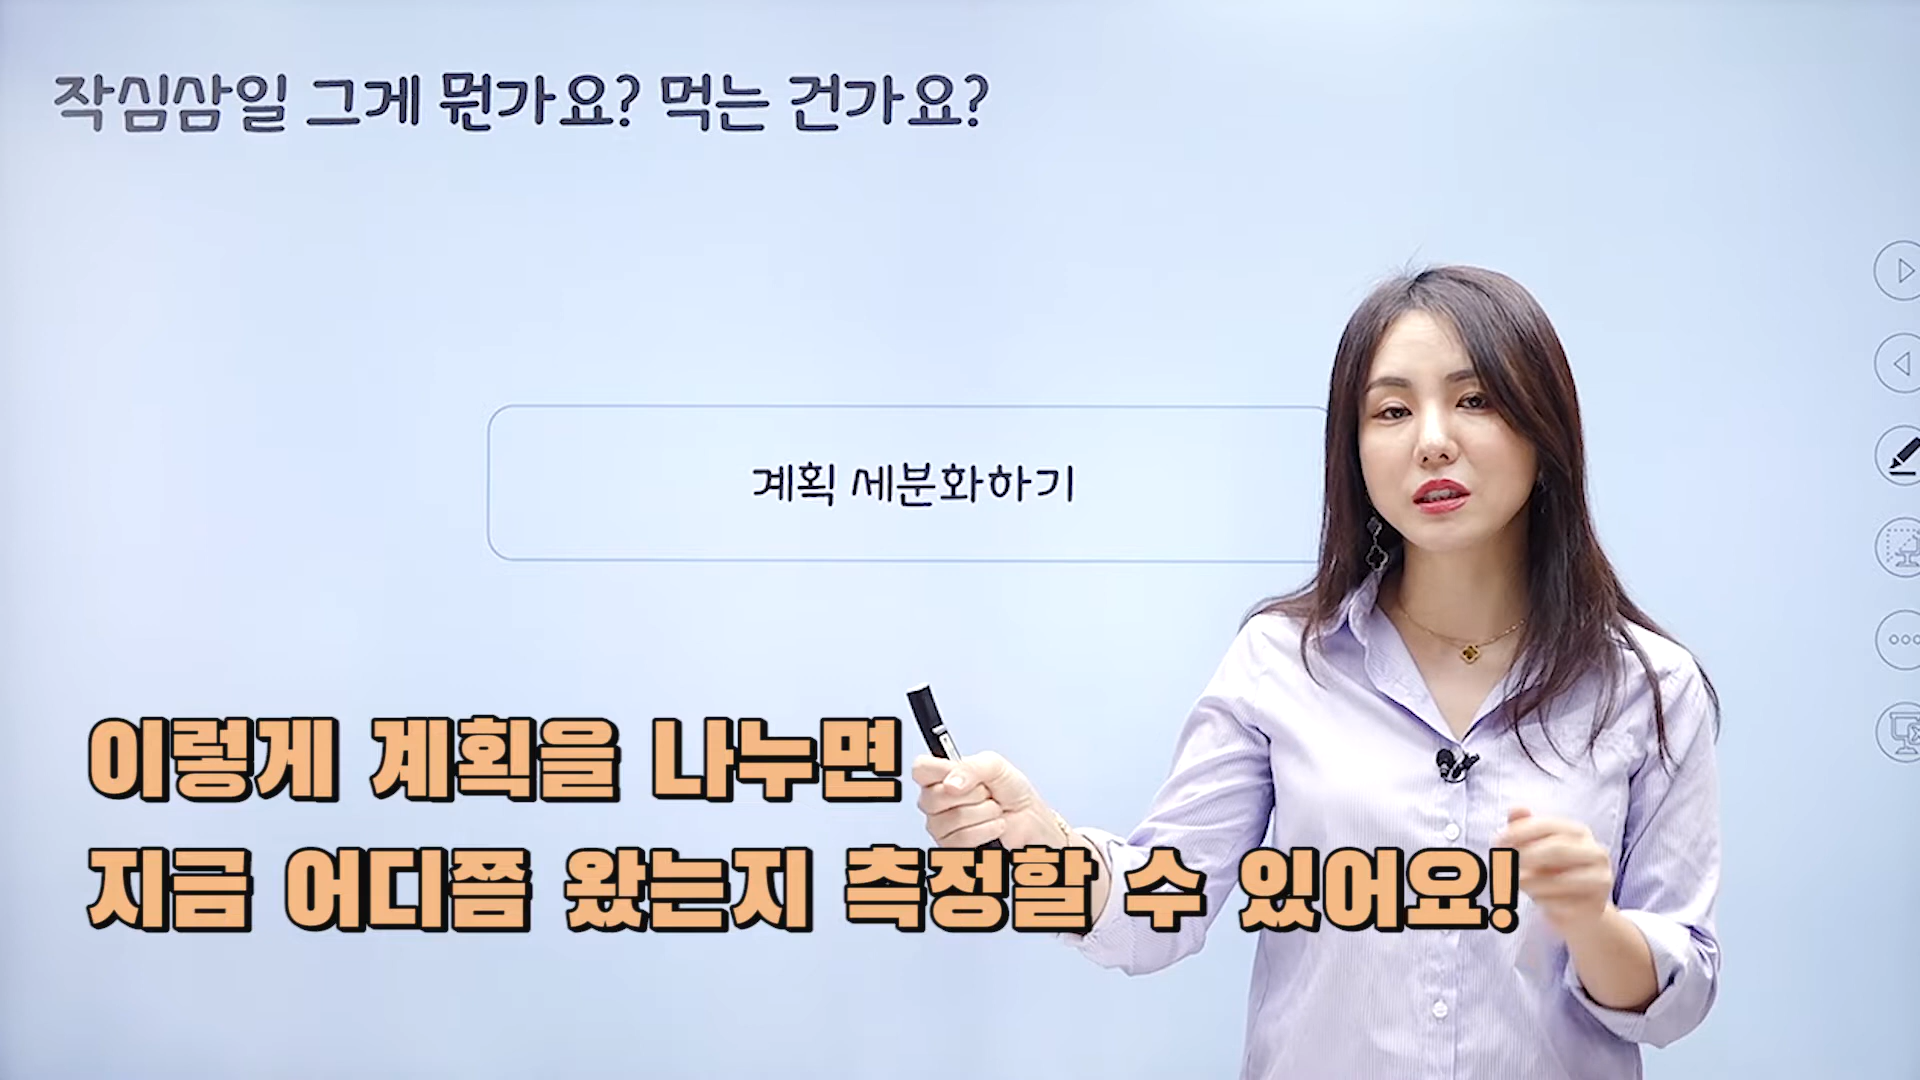 작심삼일 그게 뭔가요? 먹는 건가요?
계획 세분화하기
이렇게 계획을 나누면
지금 어디쯤 왔는지 측정할 수 있어요!